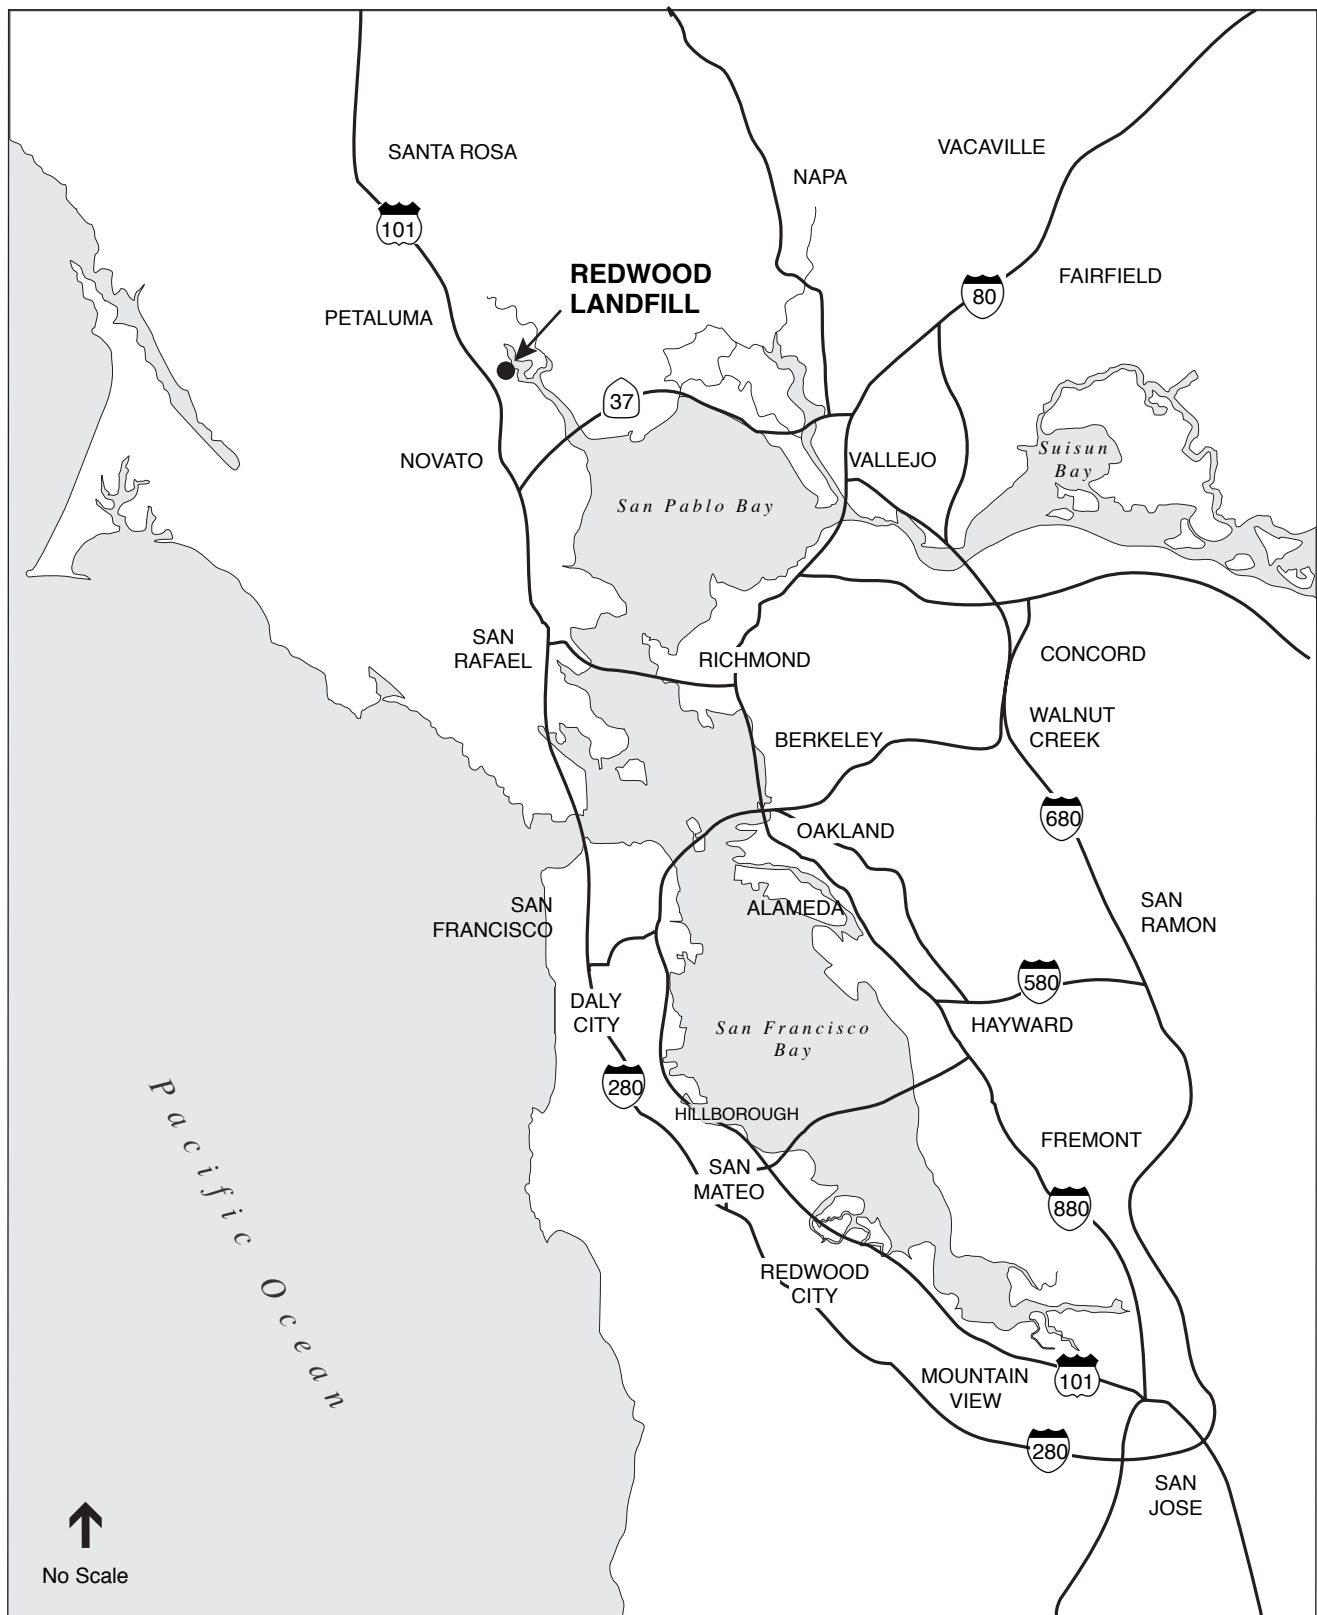 SANTA ROSA
VACAVILLE
NAPA
101
REDWOOD
LANDFILL
FAIRFIELD
80
PETALUMA
37
NOVATO
VALLEJO
Suisun
Bay
San Pablo Bay
SAN
RAFAEL
RICHMOND
CONCORD
WALNUT
CREEK
BERKELEY
680
OAKLAND
SAN
FRANCISCO
ALAMEDA
SAN
RAMON
580
DALY
CITY
San Francisco
Bay
HAYWARD
280
HILLBOROUGH
FREMONT
SAN
MATEO
880
Pacific Ocean
REDWOOD
CITY
MOUNTAIN
VIEW
101
280
SAN
JOSE
No Scale